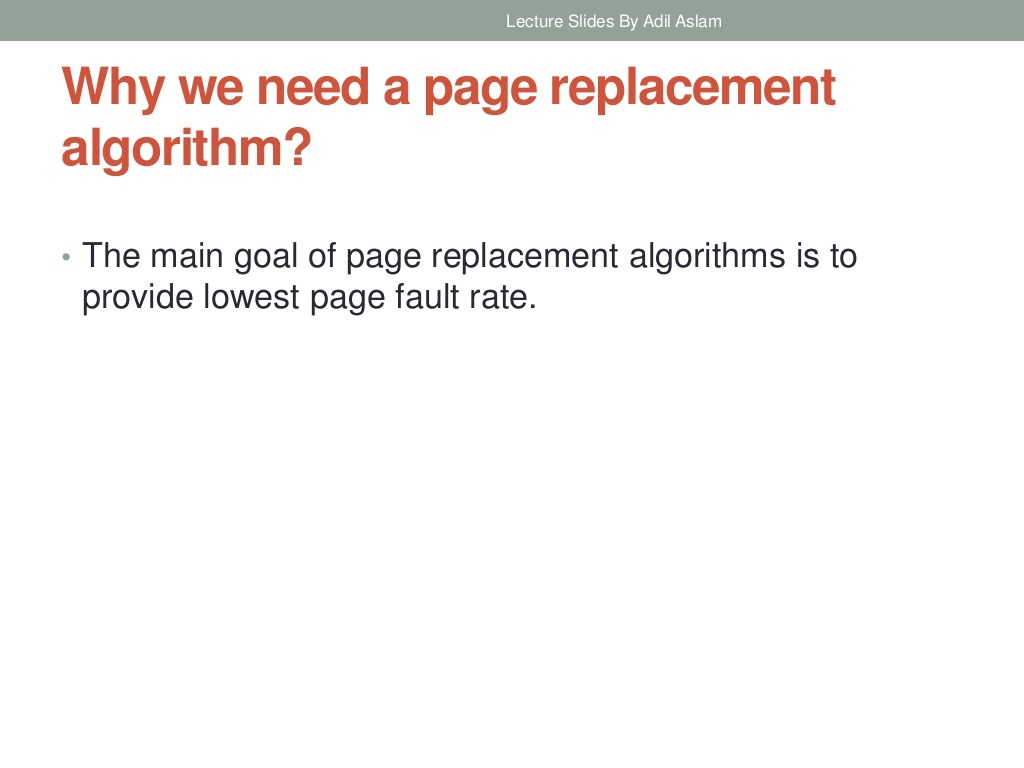 Lecture Slides By Adil Aslam
Why we need a page replacement
algorithm?
• The main goal of page replacement algorithms is to
provide lowest page fault rate.